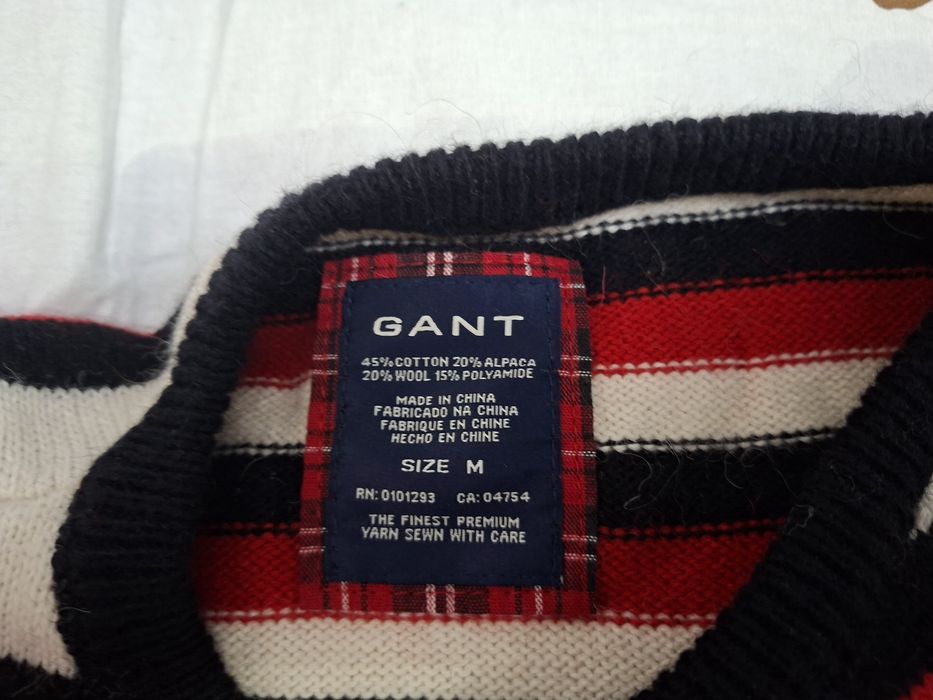 GANT
45% COTTON 20% ALPACA
20% WOOL 15% POLYAMIDE
MADE IN CHINA
FABRICADO NA CHINA
FABRIQUE EN CHINE
HECHO EN CHINE
SIZE M
RN: 0101293 CA: 04754
THE FINEST PREMIUM
YARN SEWN WITH CARE